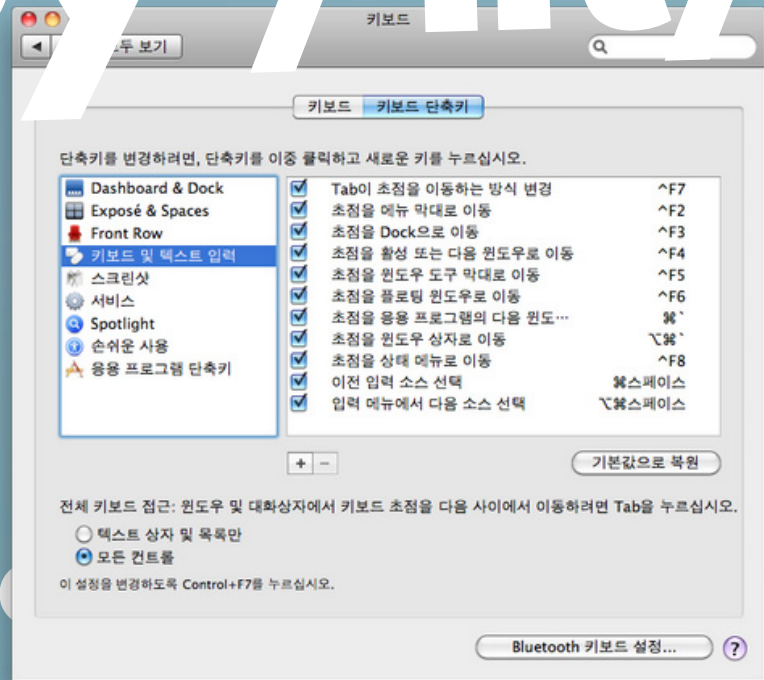 키보드
두 보기
키보드 키보드 단축키
단축키를 변경하려면, 단축키를 이중 클릭하고 새로운 키를 누르십시오.
Dashboard & Dock
Exposé & Spaces
Front Row
키보드 및 텍스트 입력
스크린샷
서비스
Spotlight
손쉬운 사용
응용 프로그램 단축키
Tab이 초점을 이동하는 방식 변경 ^F7
초점을 메뉴 막대로 이동 ^F2
초점을 Dock으로 이동 ^F3
초점을 활성 또는 다음 윈도우로 이동 ^F4
초점을 윈도우 도구 막대로 이동 ^F5
초점을 플로팅 윈도우로 이동 ^F6
초점을 응용 프로그램의 다음 윈도… ⌘`
초점을 윈도우 상자로 이동 ⌥⌘`
초점을 상태 메뉴로 이동 ^F8
이전 입력 소스 선택 ⌘스페이스
입력 메뉴에서 다음 소스 선택 ⌥⌘스페이스
+ −
기본값으로 복원
전체 키보드 접근: 윈도우 및 대화상자에서 키보드 초점을 다음 사이에서 이동하려면 Tab을 누르십시오.
텍스트 상자 및 목록만
모든 컨트롤
이 설정을 변경하도록 Control+F7를 누르십시오.
Bluetooth 키보드 설정... ?